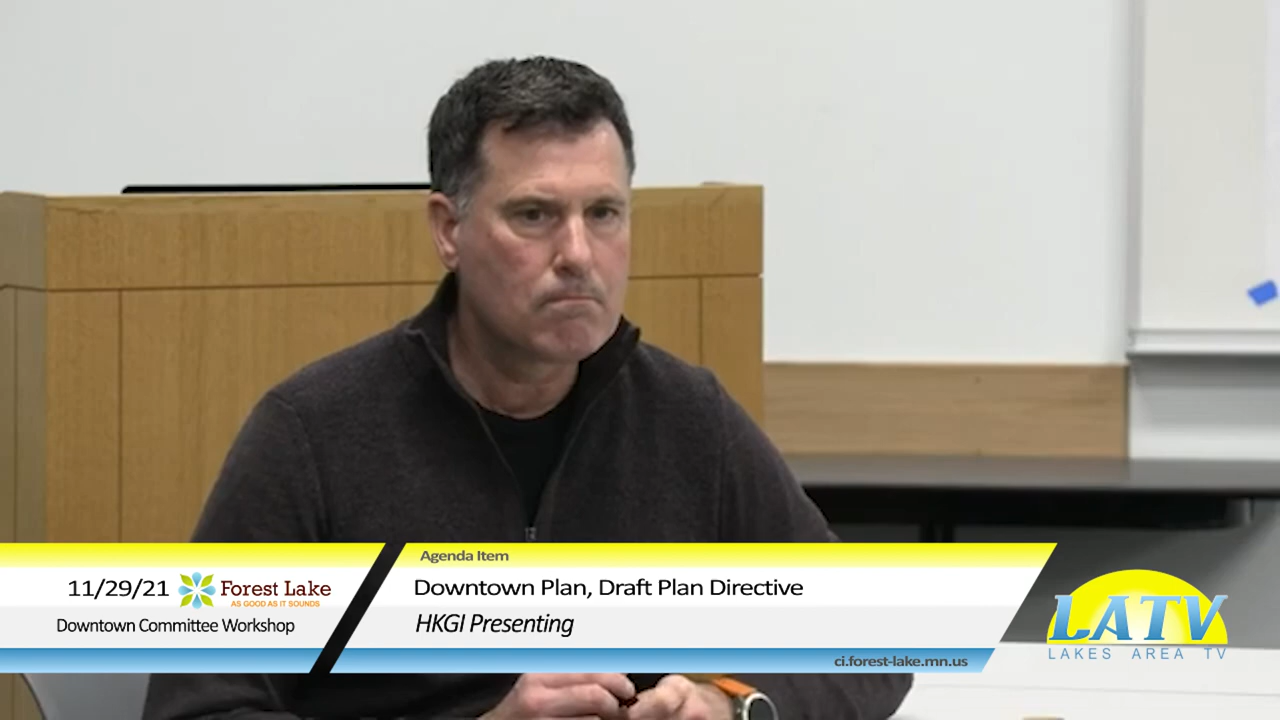 Agenda Item
11/29/21 Forest Lake
AS GOOD AS IT SOUNDS
Downtown Committee Workshop
Downtown Plan, Draft Plan Directive
HKGI Presenting
ci.forest-lake.mn.us
LATV
LAKES AREA TV